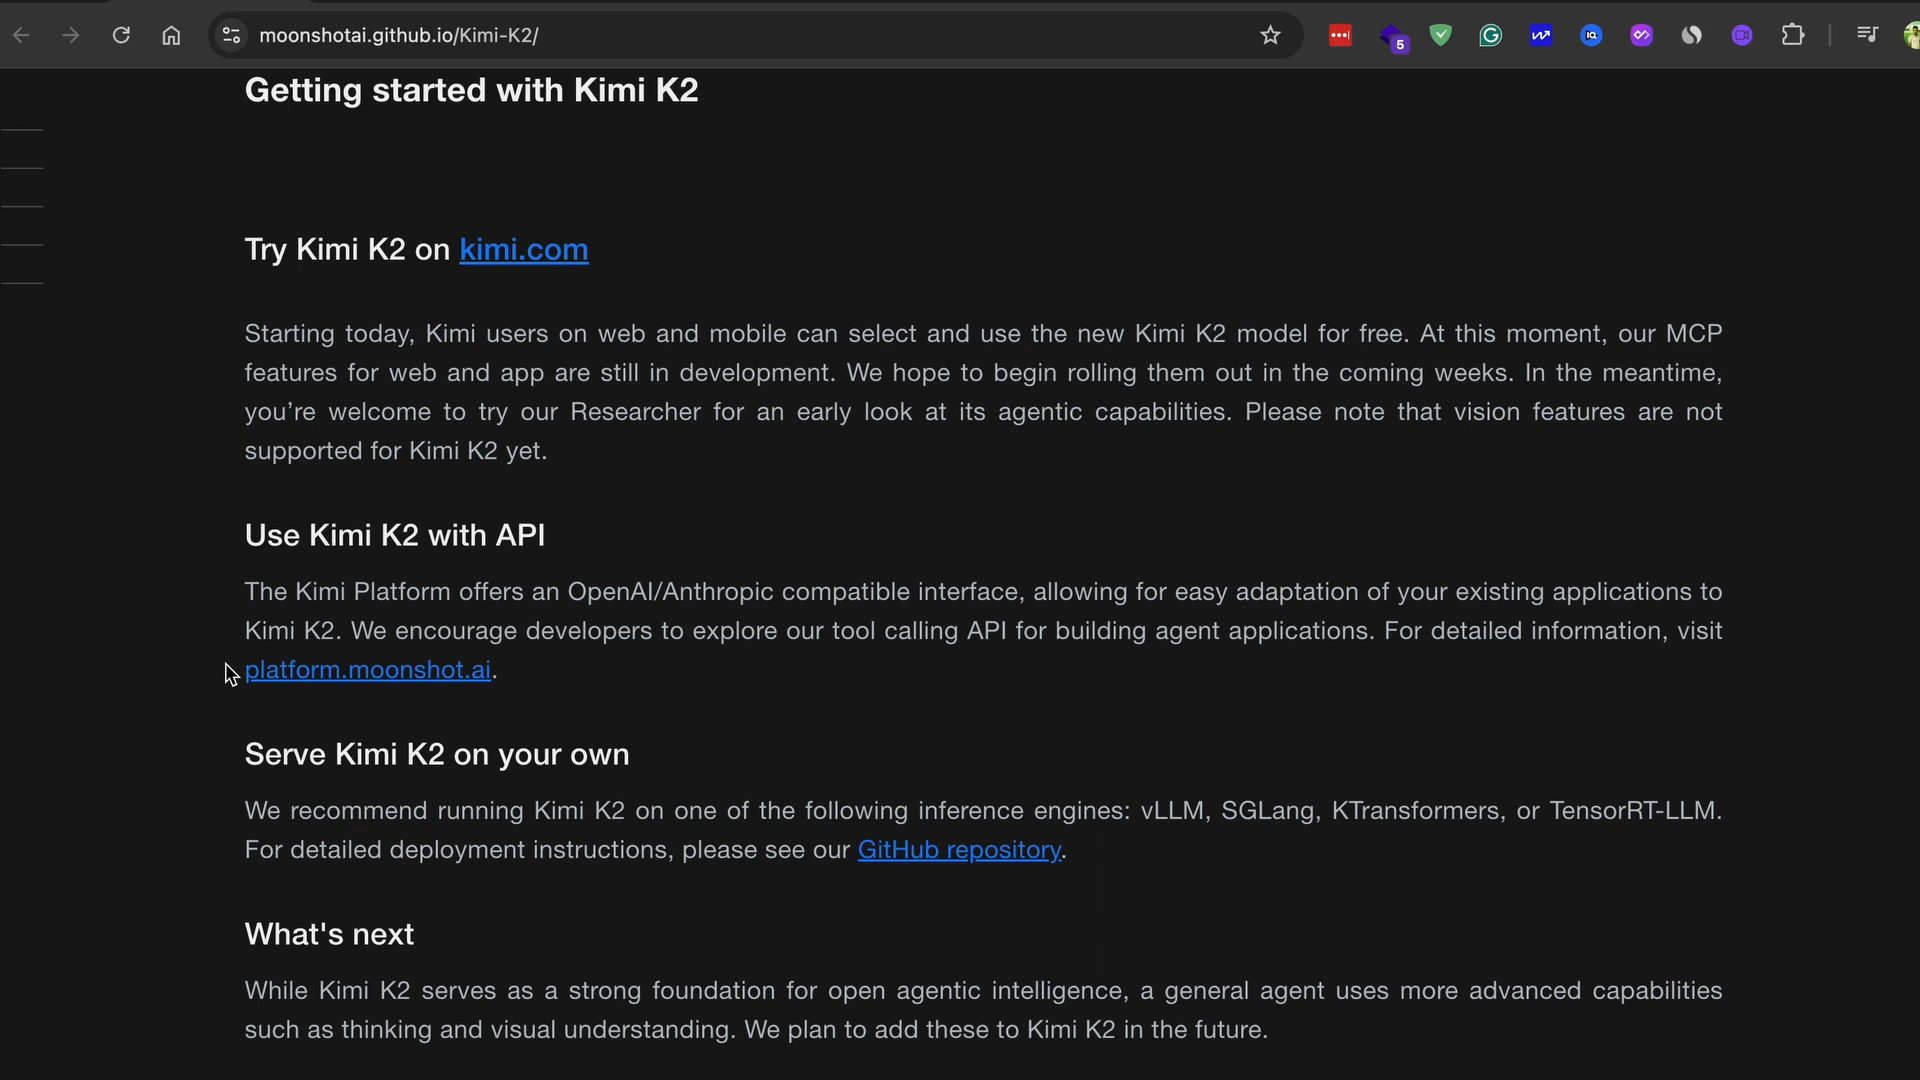 moonshotai.github.io/Kimi-K2/
5
IQ
Getting started with Kimi K2
Try Kimi K2 on kimi.com
Starting today, Kimi users on web and mobile can select and use the new Kimi K2 model for free. At this moment, our MCP
features for web and app are still in development. We hope to begin rolling them out in the coming weeks. In the meantime,
you’re welcome to try our Researcher for an early look at its agentic capabilities. Please note that vision features are not
supported for Kimi K2 yet.
Use Kimi K2 with API
The Kimi Platform offers an OpenAI/Anthropic compatible interface, allowing for easy adaptation of your existing applications to
Kimi K2. We encourage developers to explore our tool calling API for building agent applications. For detailed information, visit
platform.moonshot.ai.
Serve Kimi K2 on your own
We recommend running Kimi K2 on one of the following inference engines: vLLM, SGLang, KTransformers, or TensorRT-LLM.
For detailed deployment instructions, please see our GitHub repository.
What's next
While Kimi K2 serves as a strong foundation for open agentic intelligence, a general agent uses more advanced capabilities
such as thinking and visual understanding. We plan to add these to Kimi K2 in the future.